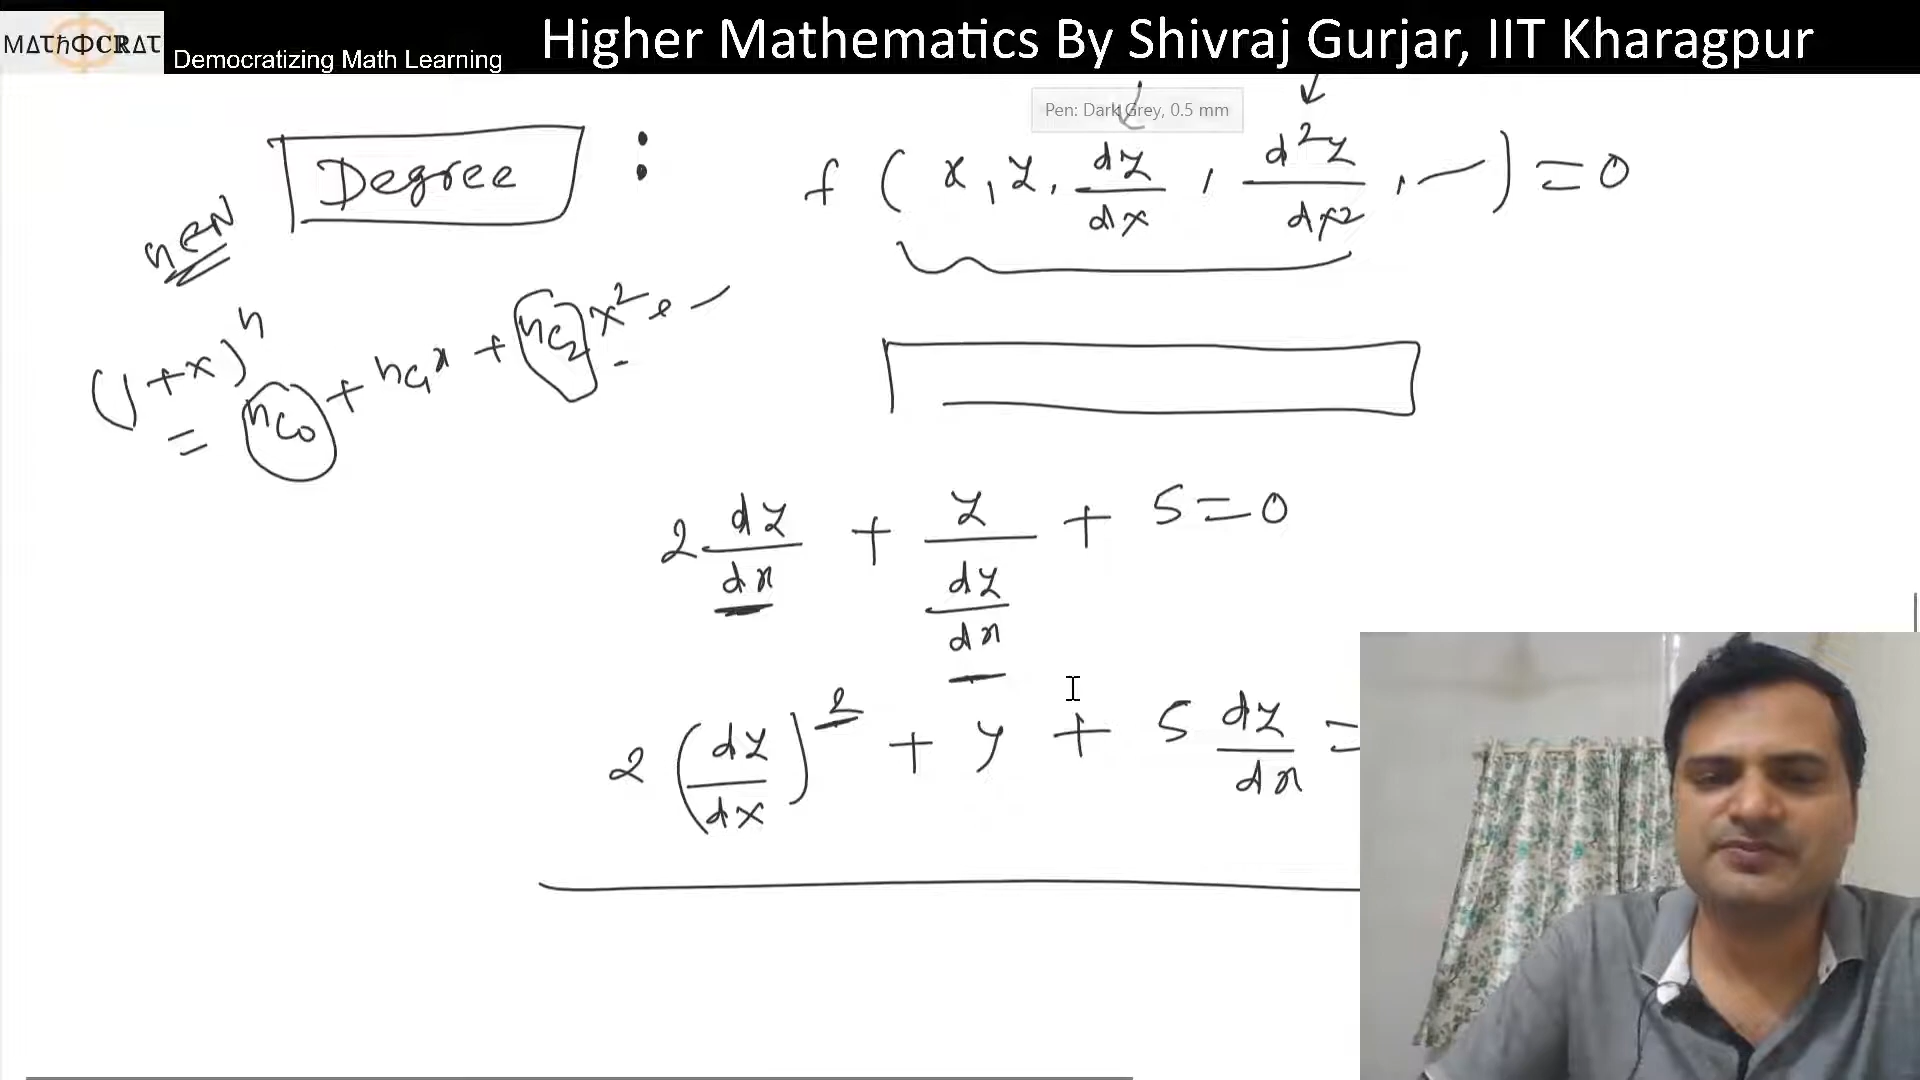 MΔTħΦCRΔT
Democratizing Math Learning
Higher Mathematics By Shivraj Gurjar, IIT Kharagpur
Pen: Dark Grey, 0.5 mm
Degree :
f ( x, y, dy/dx, d²y/dx², — ) = 0
n∈N
(1+x)ⁿ
= nC₀ + nC₁x + nC₂x² + —
2 dy/dx + y/(dy/dx) + 5 = 0
2 (dy/dx)² + y + 5 dy/dx =